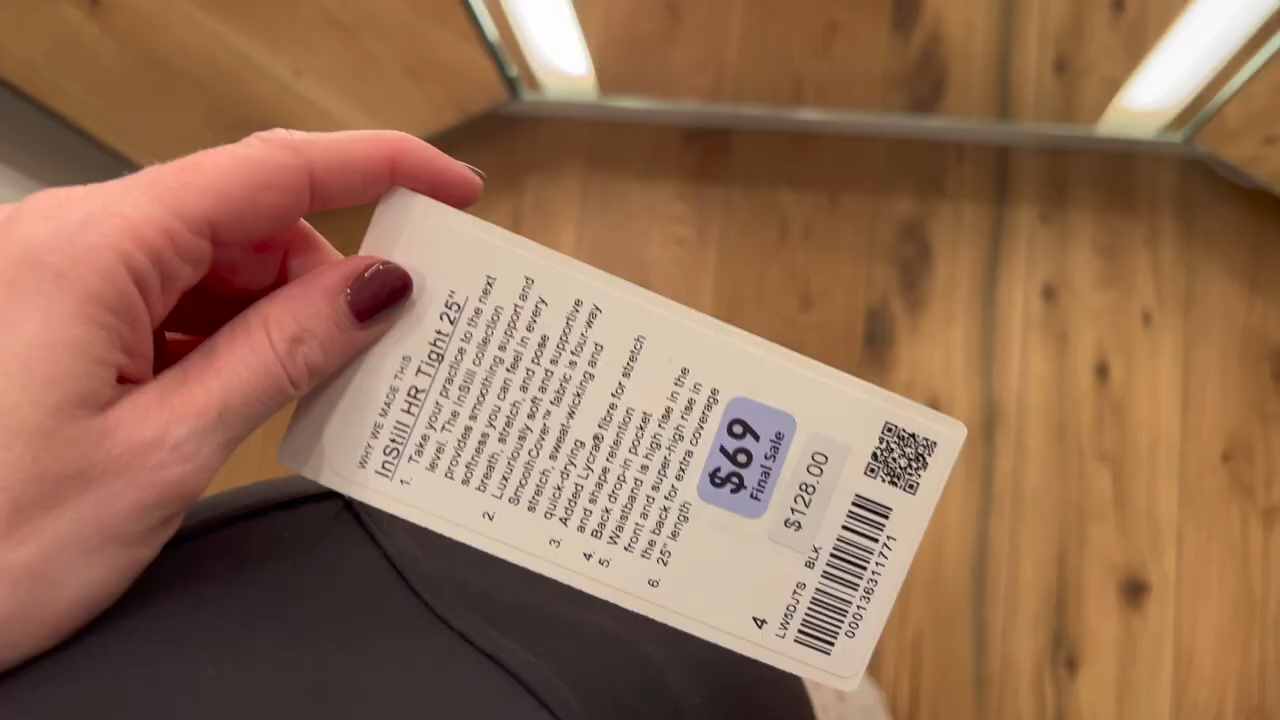 WHY WE MADE THIS
InStill HR Tight 25"
1. Take your practice to the next
level. The InStill collection
provides smoothing support and
softness you can feel in every
breath, stretch, and pose
2. Luxuriously soft and supportive
SmoothCover™ fabric is four-way
stretch, sweat-wicking and
quick-drying
3. Added Lycra® fibre for stretch
and shape retention
4. Back drop-in pocket
5. Waistband is high rise in the
front and super-high rise in
the back for extra coverage
6. 25" length
$69
Final Sale
$128.00
4
LW5DJTS BLK
000136311771